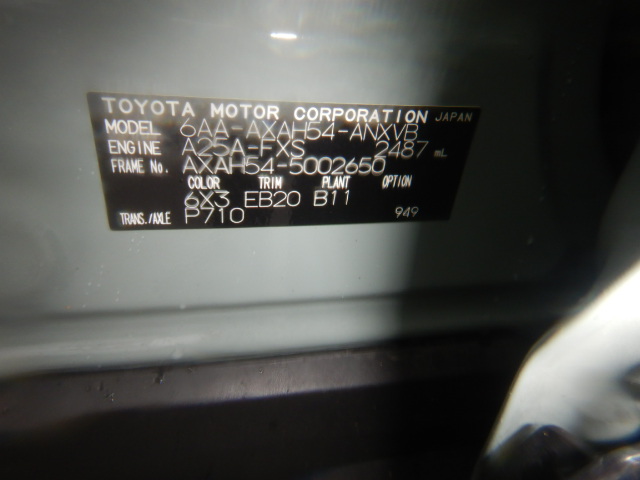 TOYOTA MOTOR CORPORATION JAPAN
MODEL 6AA-AXAH54-ANXVB
ENGINE A25A-FXS 2487 mL
FRAME No. AXAH54-5002650
COLOR TRIM PLANT OPTION
6X3 EB20 B11
TRANS./AXLE P710 949